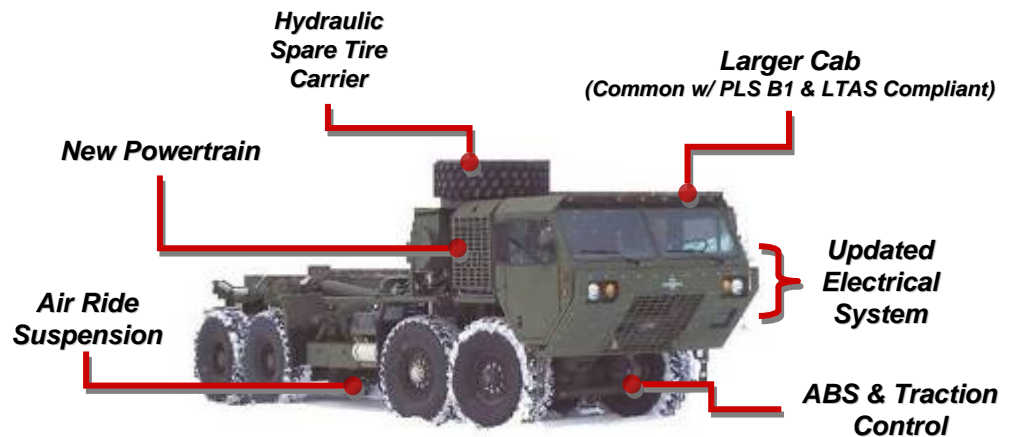 Hydraulic
Spare Tire
Carrier
Larger Cab
(Common w/ PLS B1 & LTAS Compliant)
New Powertrain
Updated
Electrical
System
Air Ride
Suspension
ABS & Traction
Control